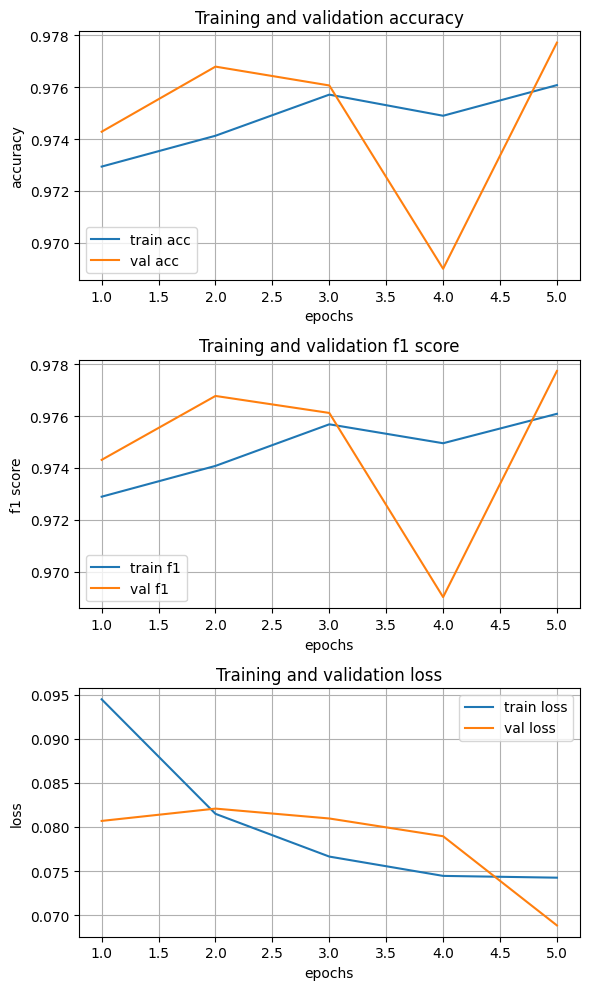 Training and validation accuracy
0.978
0.976
0.974
0.972
0.970
accuracy
train acc
val acc
1.0 1.5 2.0 2.5 3.0 3.5 4.0 4.5 5.0
epochs
Training and validation f1 score
0.978
0.976
0.974
0.972
0.970
f1 score
train f1
val f1
1.0 1.5 2.0 2.5 3.0 3.5 4.0 4.5 5.0
epochs
Training and validation loss
0.095
0.090
0.085
0.080
0.075
0.070
loss
train loss
val loss
1.0 1.5 2.0 2.5 3.0 3.5 4.0 4.5 5.0
epochs